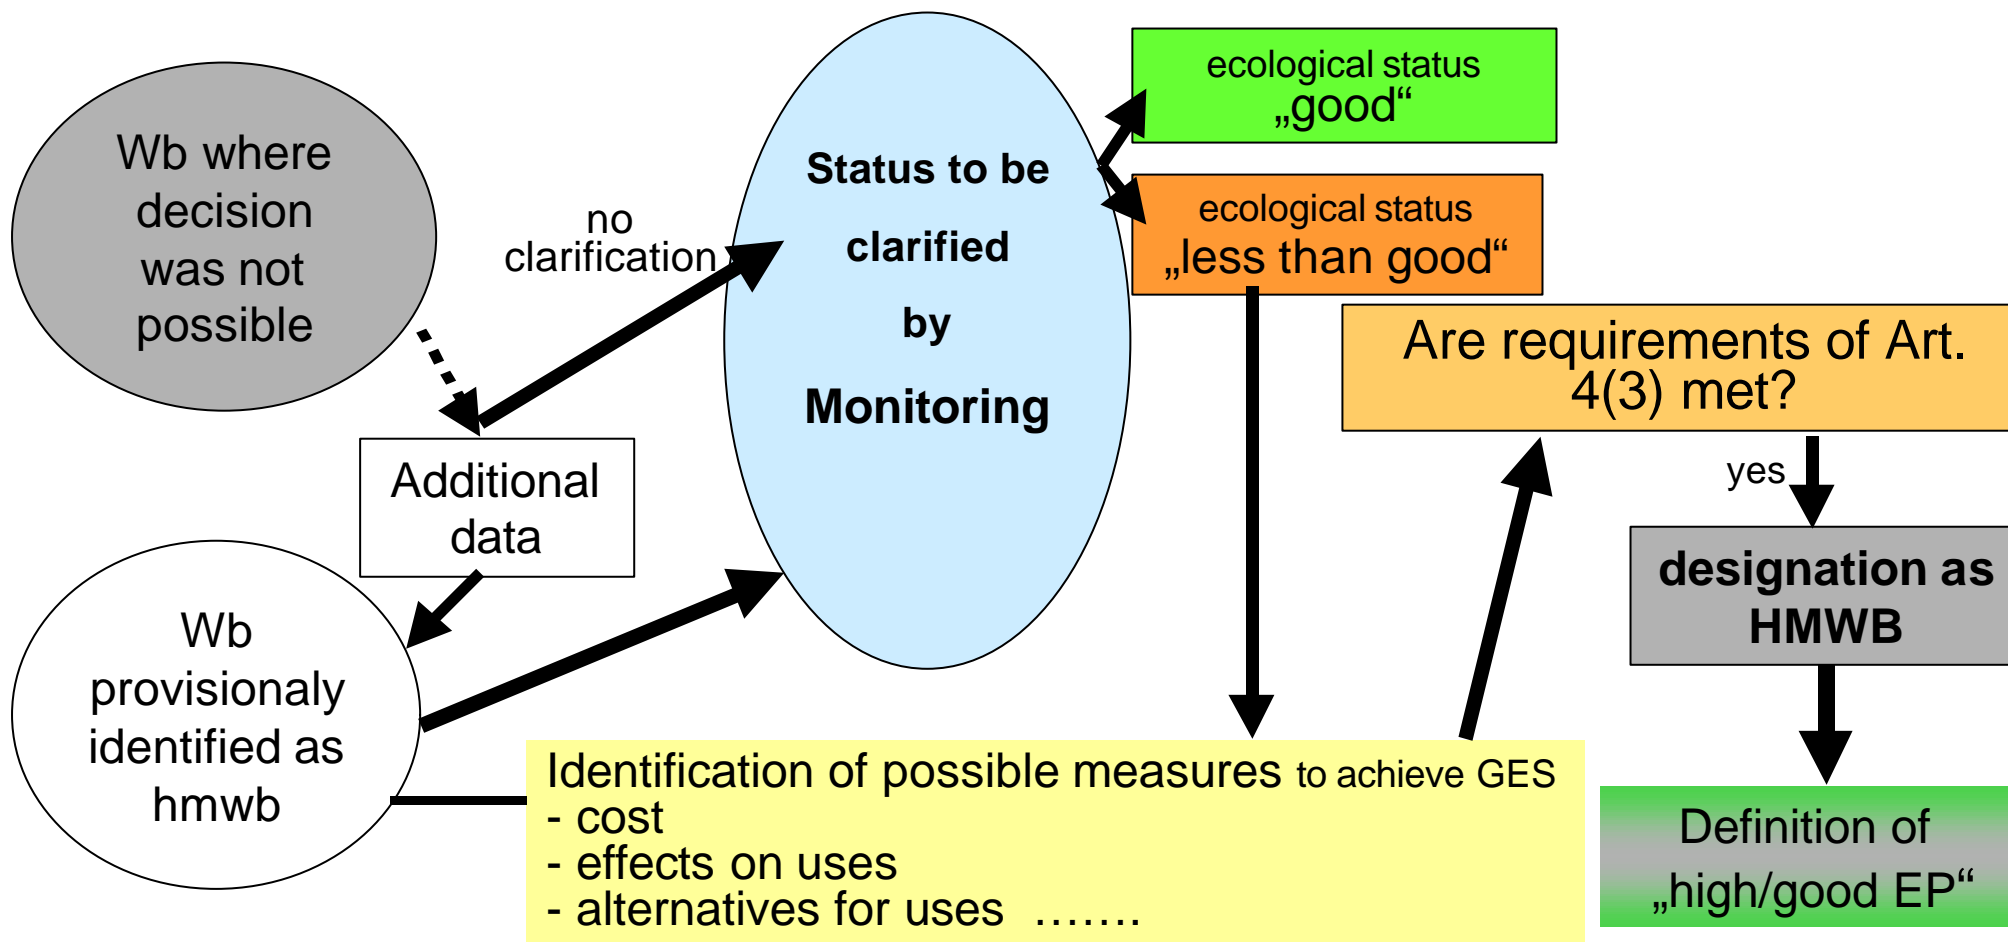 Wb where
decision
was not
possible
no
clarification
Additional
data
Wb
provisionaly
identified as
hmwb
Status to be
clarified
by
Monitoring
ecological status
„good“
ecological status
„less than good“
Are requirements of Art.
4(3) met?
yes
designation as
HMWB
Identification of possible measures to achieve GES
- cost
- effects on uses
- alternatives for uses …….
Definition of
„high/good EP“